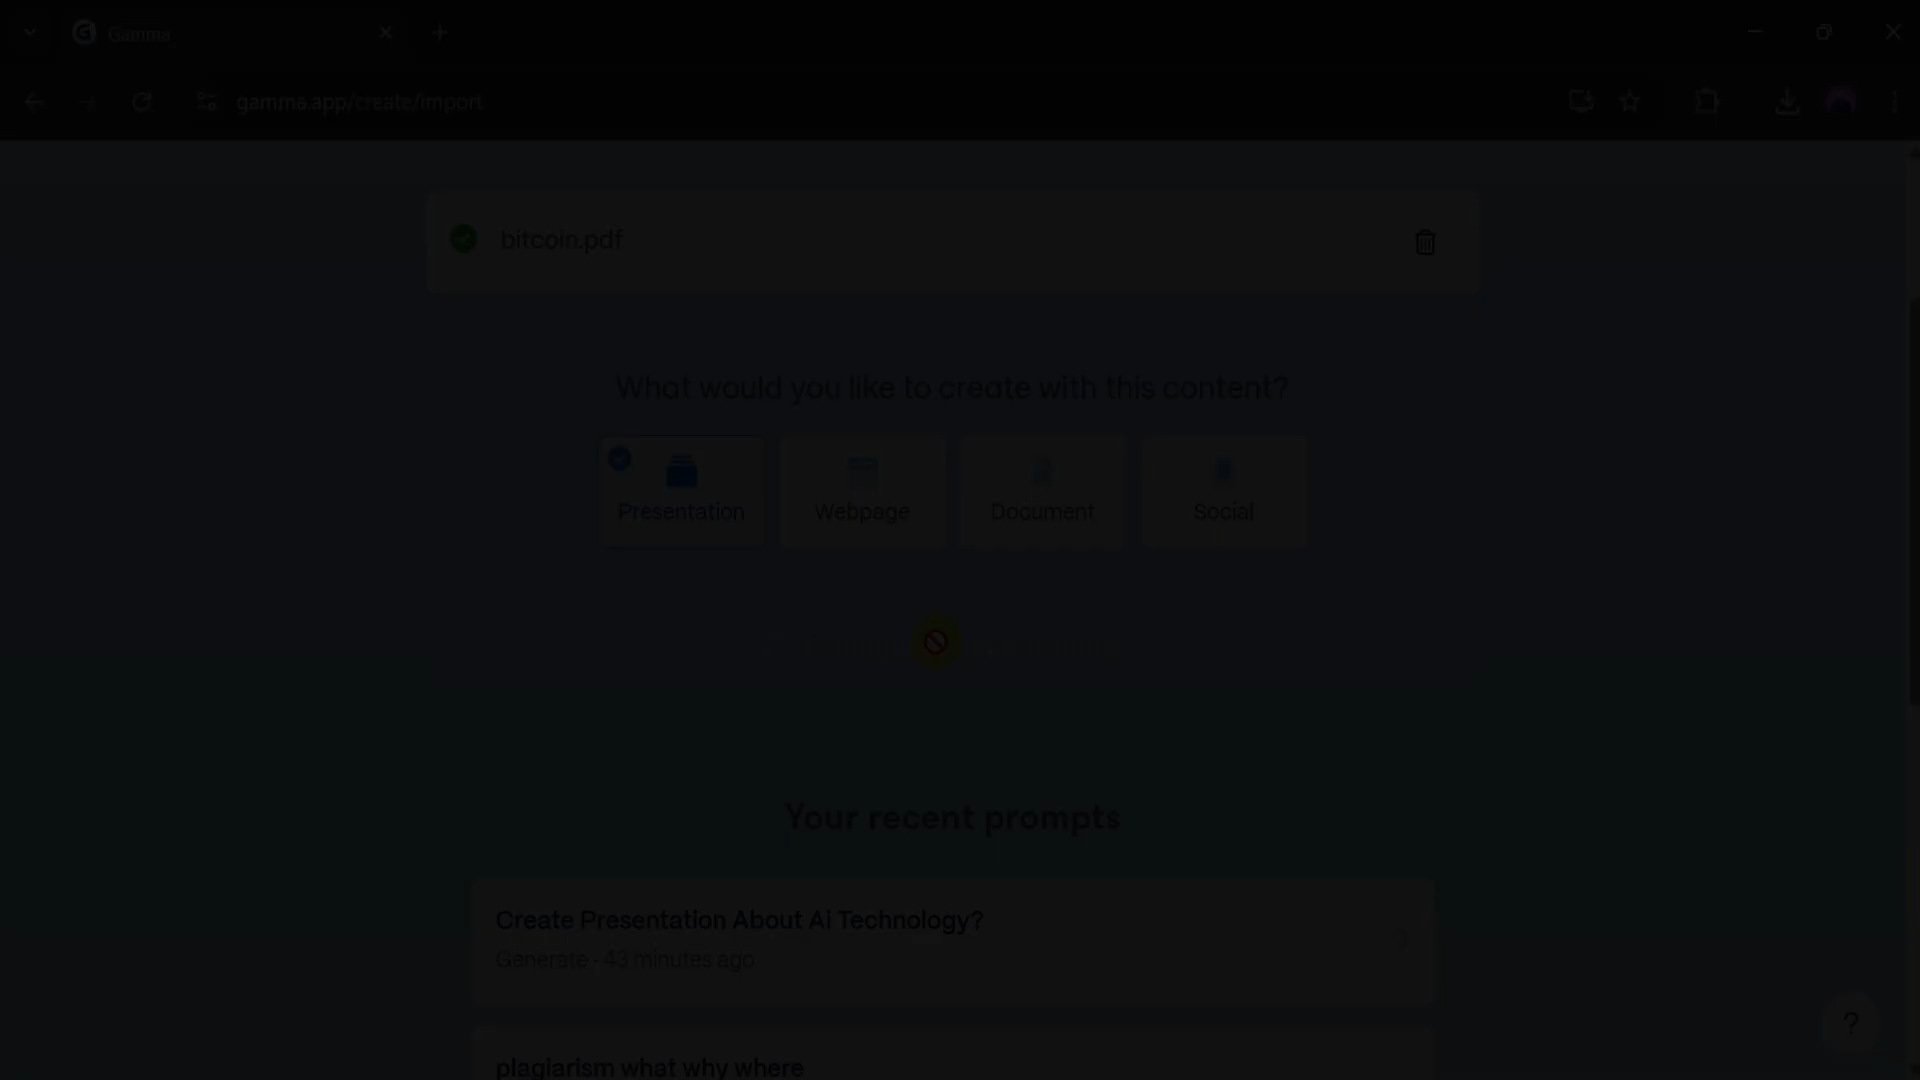 Gamma
gamma.app/create/import
bitcoin.pdf
What would you like to create with this content?
Presentation
Webpage
Document
Social
Your recent prompts
Create Presentation About Ai Technology?
Generate · 43 minutes ago
plagiarism what why where
?